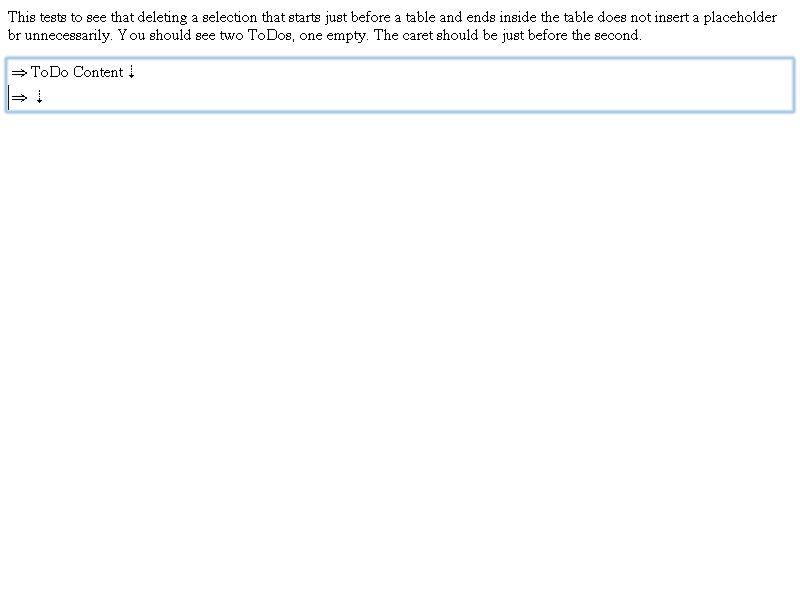 This tests to see that deleting a selection that starts just before a table and ends inside the table does not insert a placeholder
br unnecessarily. You should see two ToDos, one empty. The caret should be just before the second.
⇒ ToDo Content ⇣
⇒ ⇣